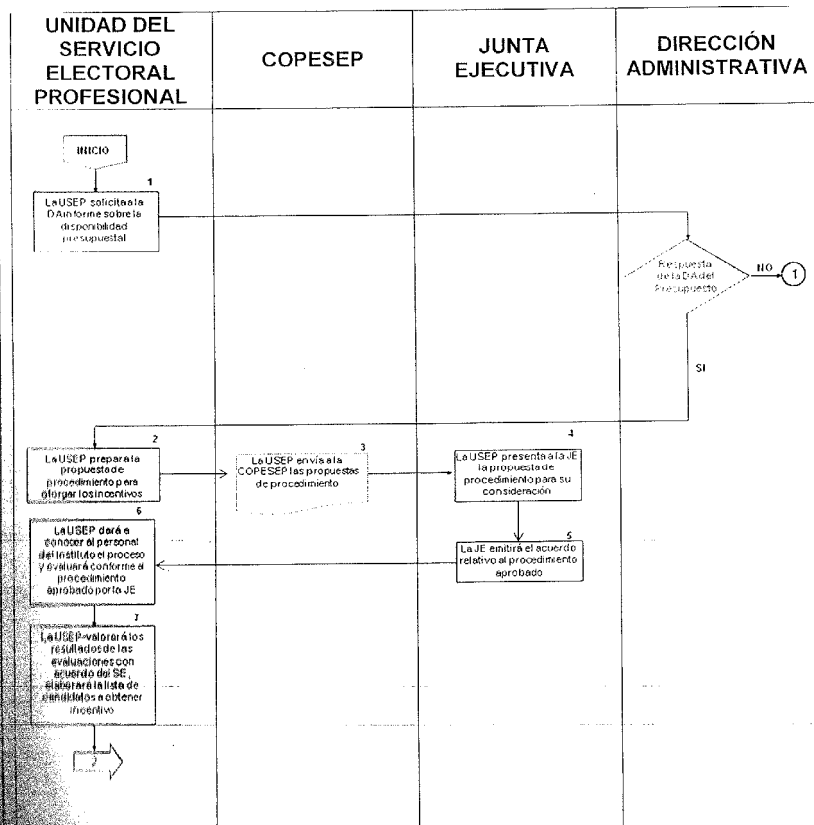 UNIDAD DEL
SERVICIO
ELECTORAL
PROFESIONAL
COPESEP
JUNTA
EJECUTIVA
DIRECCIÓN
ADMINISTRATIVA
INICIO
1
La USEP solicita a la
DA informe sobre la
disponibilidad
presupuestal
Respuesta
de la DA del
Presupuesto
NO
1
SI
2
La USEP prepara la
propuesta de
procedimiento para
otorgar los incentivos
3
La USEP envía a la
COPESEP las propuestas
de procedimiento
4
La USEP presenta a la JE
la propuesta de
procedimiento para su
consideración
5
La JE emitirá el acuerdo
relativo al procedimiento
aprobado
6
La USEP dará a
conocer al personal
del Instituto el proceso
y evaluará conforme al
procedimiento
aprobado por la JE
7
La USEP valorará los
resultados de las
evaluaciones con
acuerdo del SE,
elaborará la lista de
candidatos a obtener
incentivo
2